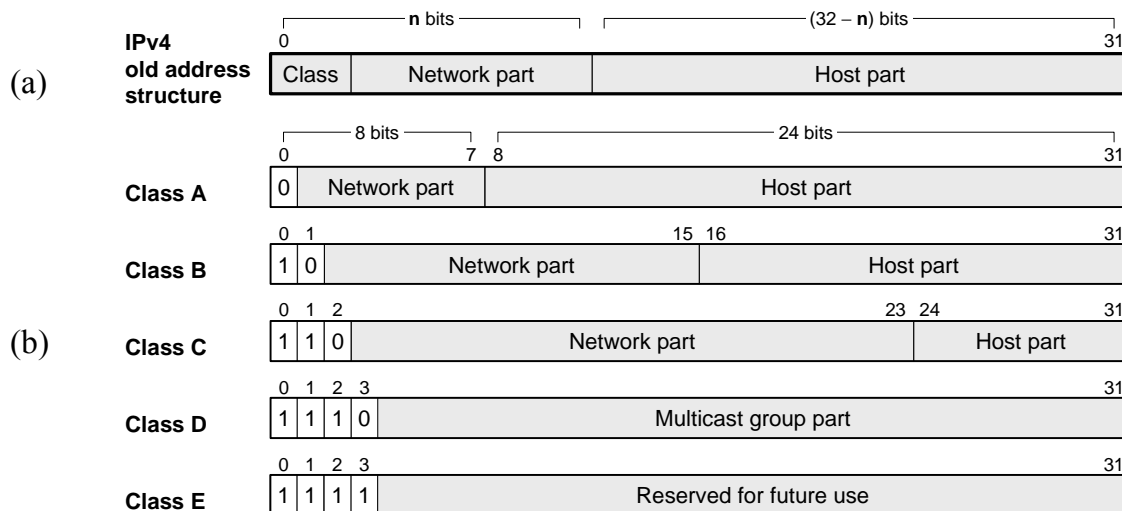 n bits (32 – n) bits
0 31
(a) IPv4 old address structure Class Network part Host part
8 bits 24 bits
0 7 8 31
Class A 0 Network part Host part
0 1 15 16 31
Class B 1 0 Network part Host part
0 1 2 23 24 31
(b) Class C 1 1 0 Network part Host part
0 1 2 3 31
Class D 1 1 1 0 Multicast group part
0 1 2 3 31
Class E 1 1 1 1 Reserved for future use